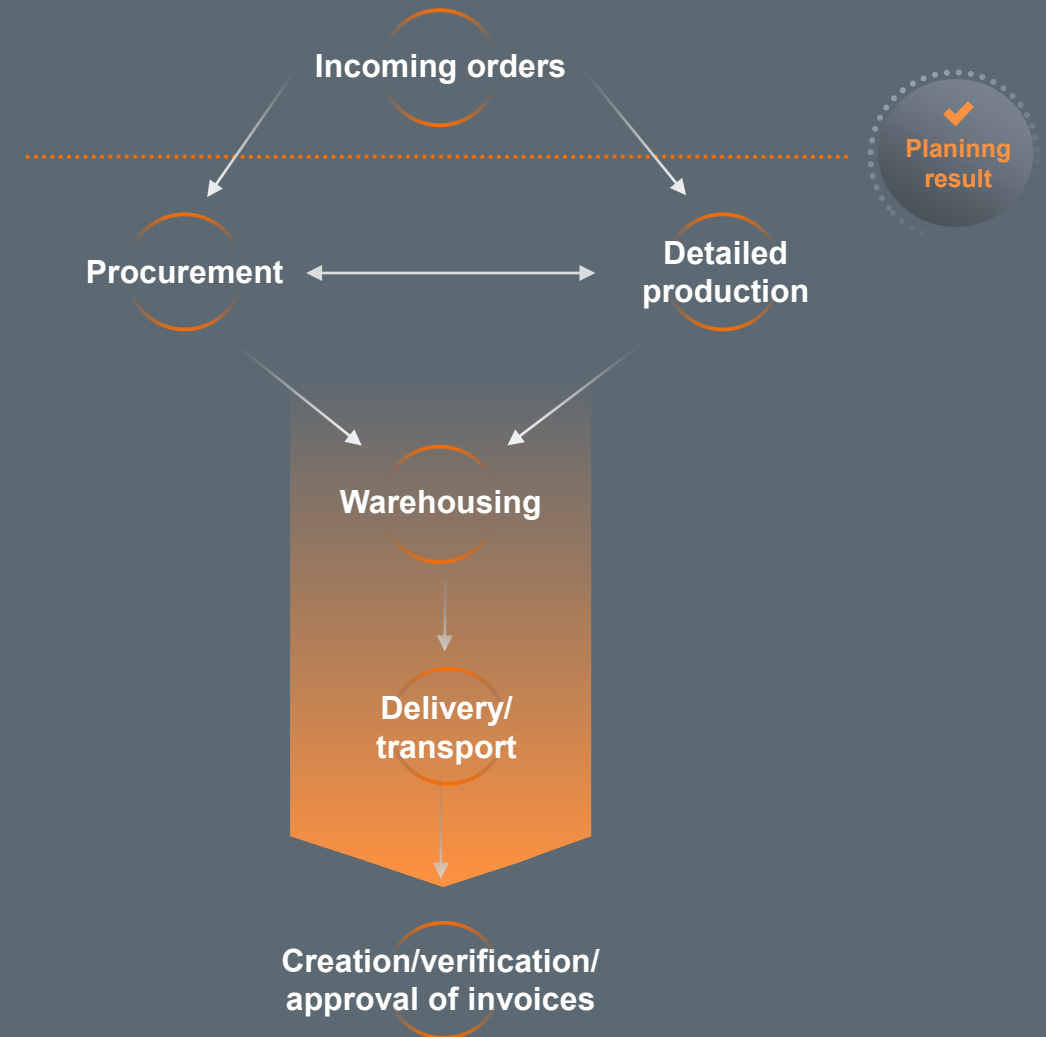 Incoming orders
Planinng
result
Procurement
Detailed
production
Warehousing
Delivery/
transport
Creation/verification/
approval of invoices